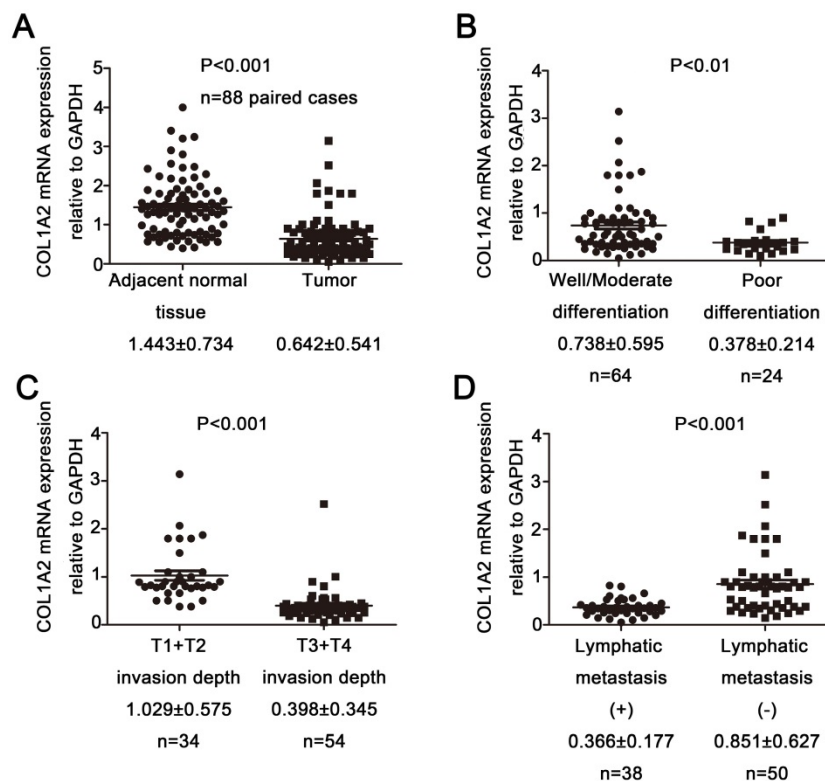 A
COL1A2 mRNA expression
relative to GAPDH
P<0.001
n=88 paired cases
5
4
3
2
1
0
Adjacent normal
tissue
1.443±0.734
Tumor
0.642±0.541
B
COL1A2 mRNA expression
relative to GAPDH
P<0.01
4
3
2
1
0
Well/Moderate
differentiation
0.738±0.595
n=64
Poor
differentiation
0.378±0.214
n=24
C
COL1A2 mRNA expression
relative to GAPDH
P<0.001
4
3
2
1
0
T1+T2
invasion depth
1.029±0.575
n=34
T3+T4
invasion depth
0.398±0.345
n=54
D
COL1A2 mRNA expression
relative to GAPDH
P<0.001
4
3
2
1
0
Lymphatic
metastasis
(+)
0.366±0.177
n=38
Lymphatic
metastasis
(-)
0.851±0.627
n=50